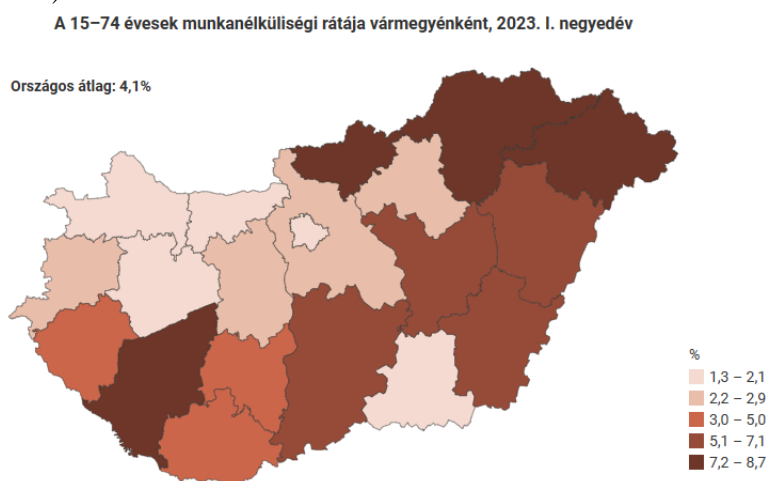 A 15–74 évesek munkanélküliségi rátája vármegyénként, 2023. I. negyedév
Országos átlag: 4,1%
%
1,3 – 2,1
2,2 – 2,9
3,0 – 5,0
5,1 – 7,1
7,2 – 8,7